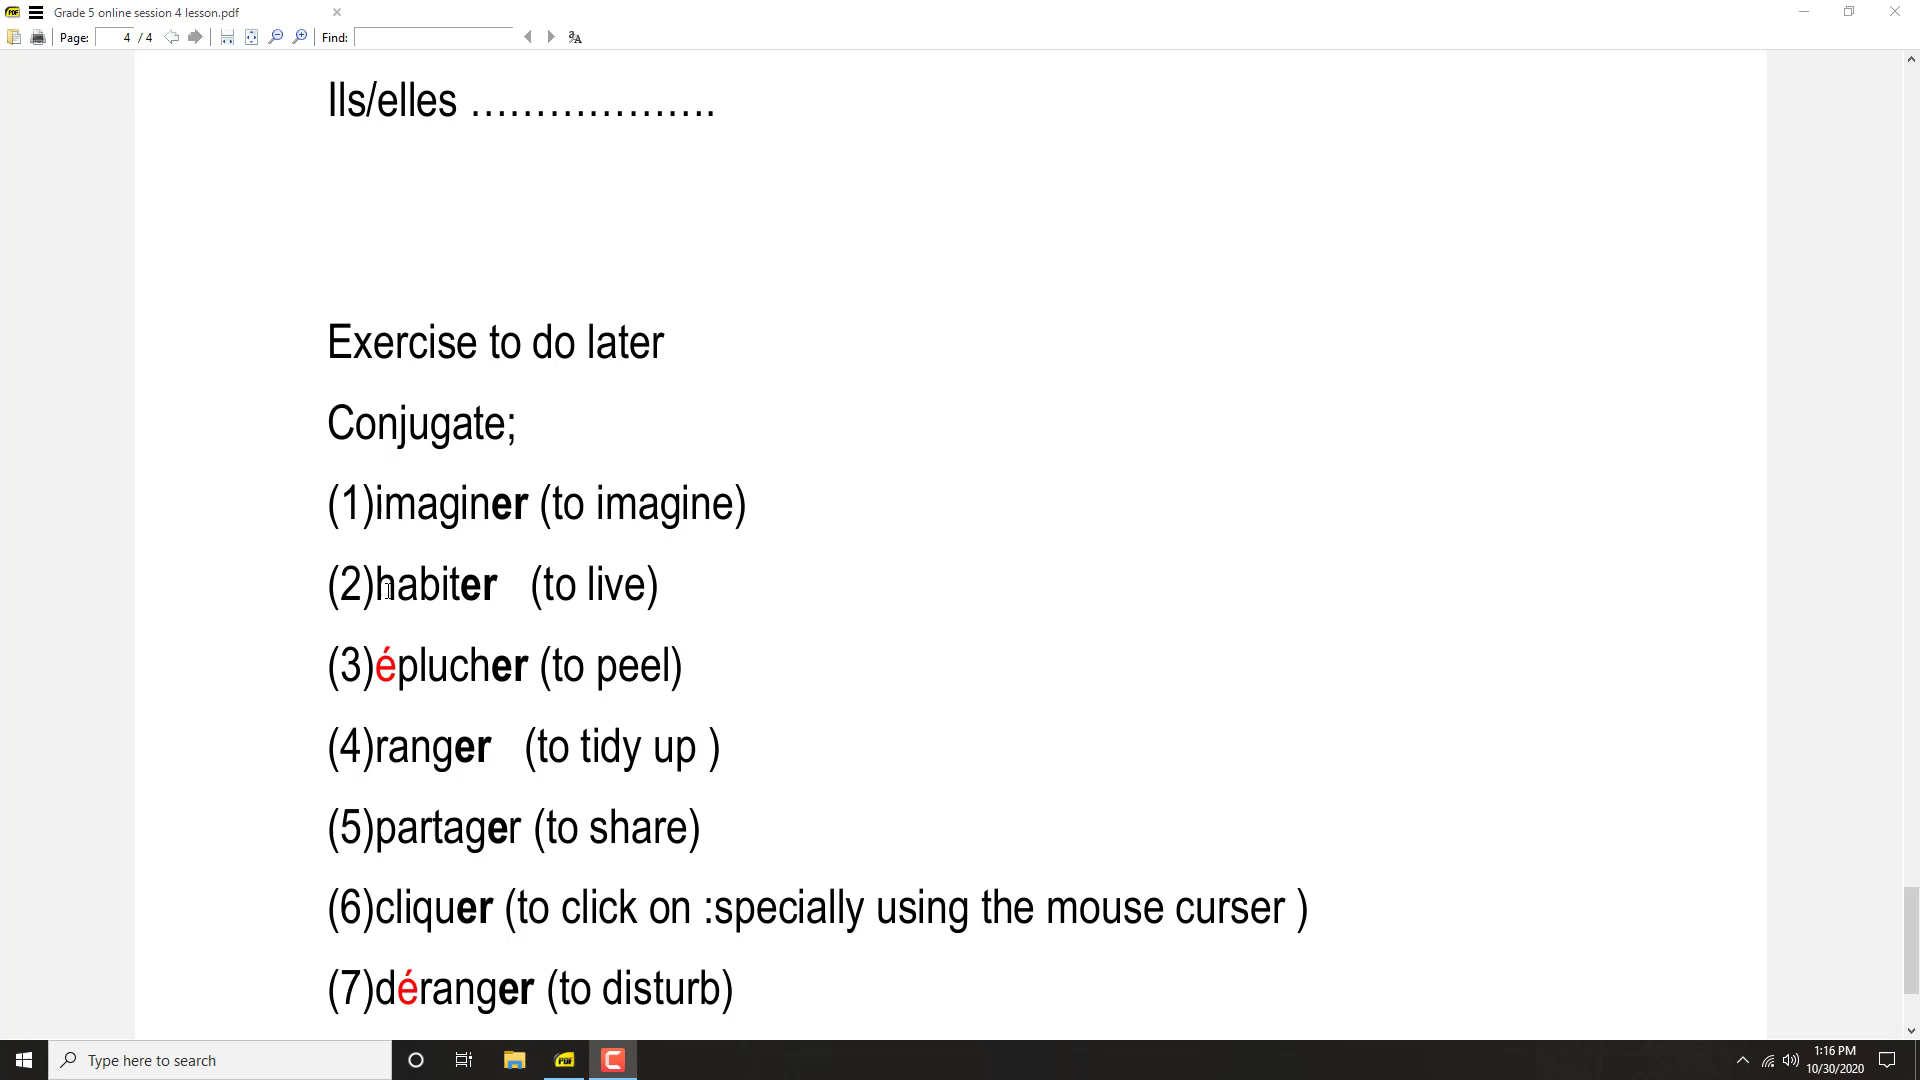 Grade 5 online session 4 lesson.pdf
Page: 4 / 4 Find:
Ils/elles ………………..
Exercise to do later
Conjugate;
(1)imaginer (to imagine)
(2)habiter (to live)
(3)éplucher (to peel)
(4)ranger (to tidy up )
(5)partager (to share)
(6)cliquer (to click on :specially using the mouse curser )
(7)déranger (to disturb)
Type here to search
1:16 PM
10/30/2020